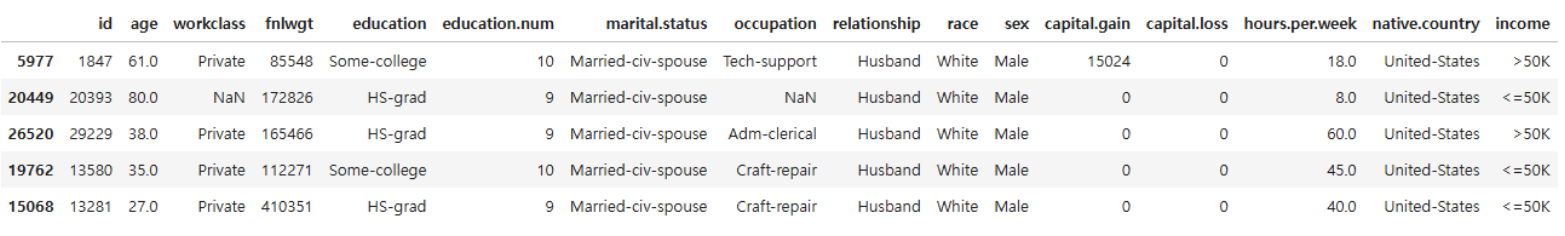 id age workclass fnlwgt education education.num marital.status occupation relationship race sex capital.gain capital.loss hours.per.week native.country income
5977 1847 61.0 Private 85548 Some-college 10 Married-civ-spouse Tech-support Husband White Male 15024 0 18.0 United-States >50K
20449 20393 80.0 NaN 172826 HS-grad 9 Married-civ-spouse NaN Husband White Male 0 0 8.0 United-States <=50K
26520 29229 38.0 Private 165466 HS-grad 9 Married-civ-spouse Adm-clerical Husband White Male 0 0 60.0 United-States >50K
19762 13580 35.0 Private 112271 Some-college 10 Married-civ-spouse Craft-repair Husband White Male 0 0 45.0 United-States <=50K
15068 13281 27.0 Private 410351 HS-grad 9 Married-civ-spouse Craft-repair Husband White Male 0 0 40.0 United-States <=50K